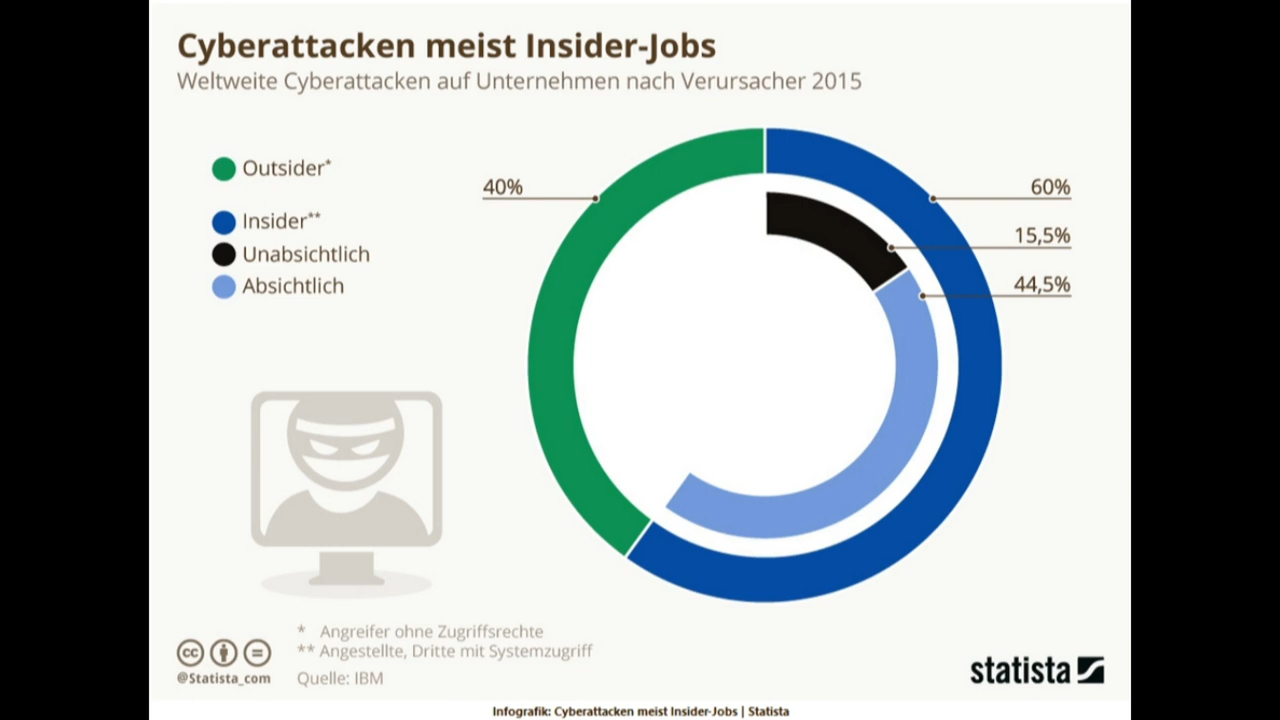 Cyberattacken meist Insider-Jobs
Weltweite Cyberattacken auf Unternehmen nach Verursacher 2015
Outsider*
Insider**
Unabsichtlich
Absichtlich
40%
60%
15,5%
44,5%
* Angreifer ohne Zugriffsrechte
** Angestellte, Dritte mit Systemzugriff
cc
@Statista_com
Quelle: IBM
statista
Infografik: Cyberattacken meist Insider-Jobs | Statista